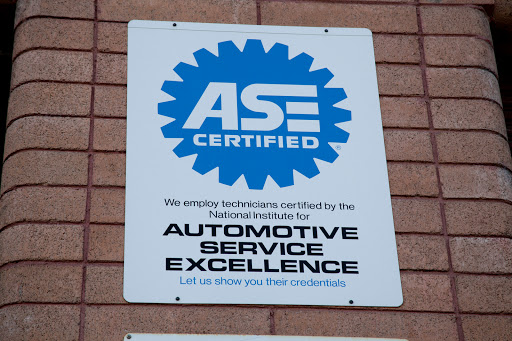 ASE
CERTIFIED
®
We employ technicians certified by the
National Institute for
AUTOMOTIVE
SERVICE
EXCELLENCE
Let us show you their credentials